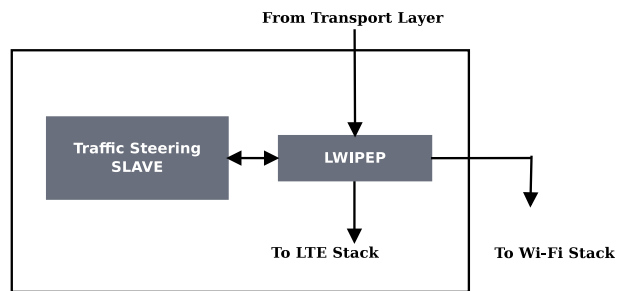 From Transport Layer
Traffic Steering
SLAVE
LWIPEP
To LTE Stack
To Wi-Fi Stack